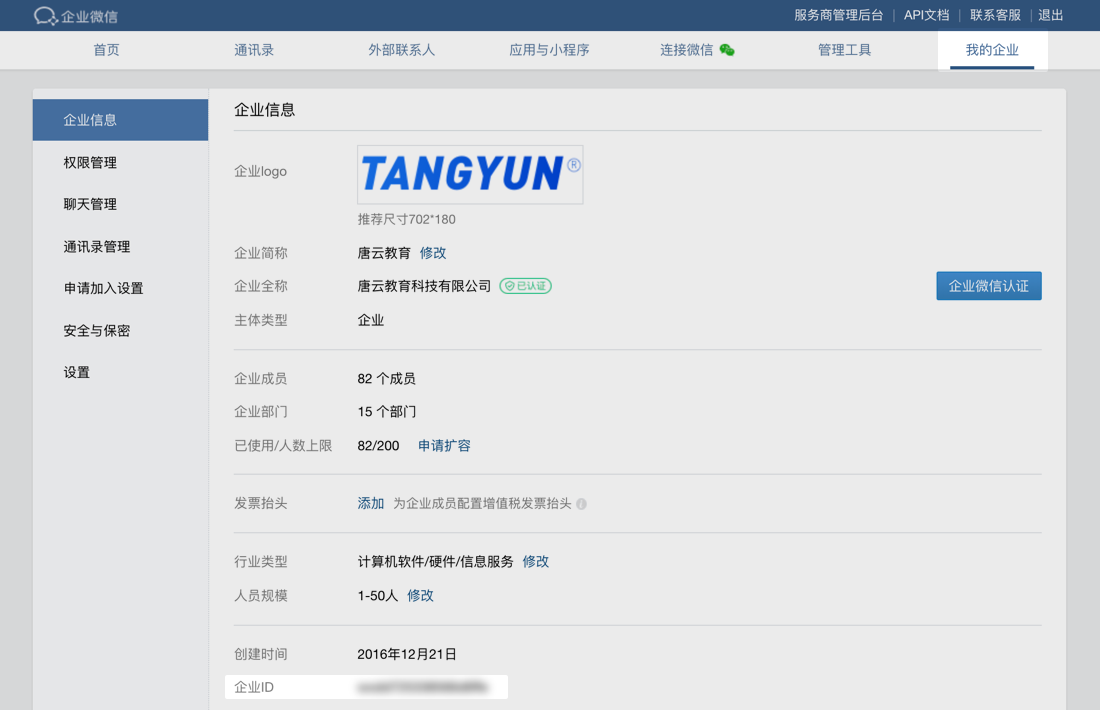 企业微信
服务商管理后台 | API文档 | 联系客服 | 退出
首页 通讯录 外部联系人 应用与小程序 连接微信 管理工具 我的企业
企业信息
权限管理
聊天管理
通讯录管理
申请加入设置
安全与保密
设置
企业信息
企业logo TANGYUN®
推荐尺寸702*180
企业简称 唐云教育 修改
企业全称 唐云教育科技有限公司 已认证 企业微信认证
主体类型 企业
企业成员 82 个成员
企业部门 15 个部门
已使用/人数上限 82/200 申请扩容
发票抬头 添加 为企业成员配置增值税发票抬头
行业类型 计算机软件/硬件/信息服务 修改
人员规模 1-50人 修改
创建时间 2016年12月21日
企业ID